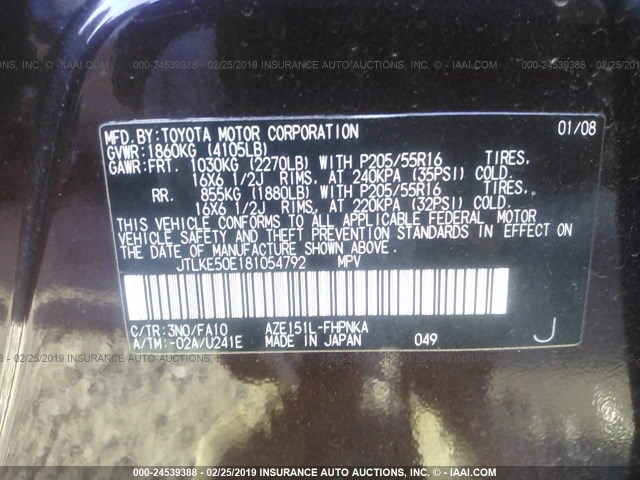 000-24539388 - 02/25/2019 INSURANCE AUTO AUCTIONS, INC. - © - IAAI.COM
MFD.BY:TOYOTA MOTOR CORPORATION 01/08
GVWR:1860KG (4105LB)
GAWR:FRT. 1030KG (2270LB) WITH P205/55R16 TIRES,
16X6 1/2J RIMS, AT 240KPA (35PSI) COLD.
RR. 855KG (1880LB) WITH P205/55R16 TIRES,
16X6 1/2J RIMS, AT 220KPA (32PSI) COLD.
THIS VEHICLE CONFORMS TO ALL APPLICABLE FEDERAL MOTOR
VEHICLE SAFETY AND THEFT PREVENTION STANDARDS IN EFFECT ON
THE DATE OF MANUFACTURE SHOWN ABOVE.
JTLKE50E181054792 MPV
C/TR:3N0/FA10 AZE151L-FHPNKA
A/TM:-02A/U241E MADE IN JAPAN 049 J
000-24539388 - 02/25/2019 INSURANCE AUTO AUCTIONS, INC. - © - IAAI.COM
000-24539388 - 02/25/2019 INSURANCE AUTO AUCTIONS, INC. - © - IAAI.COM